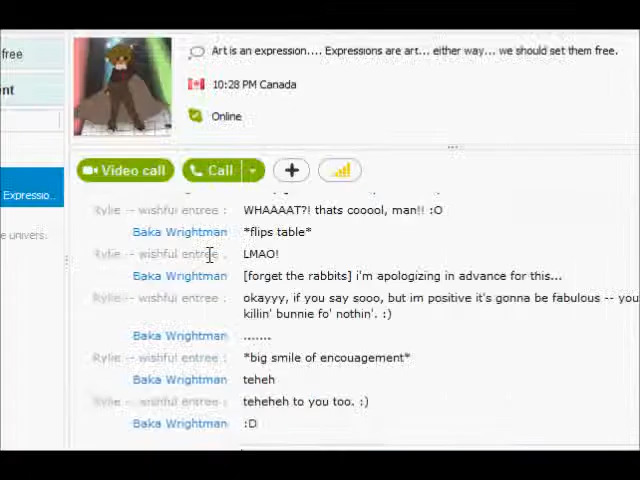 free
Art is an expression.... Expressions are art... either way... we should set them free.
ent
10:28 PM Canada
Online
Video call
Call
Expressio...
Rylie -- wishful entree : WHAAAAT?! thats cooool, man!! :O
Baka Wrightman *flips table*
e univers.
Rylie -- wishful entree : LMAO!
Baka Wrightman [forget the rabbits] i'm apologizing in advance for this...
Rylie -- wishful entree : okayyy, if you say sooo, but im positive it's gonna be fabulous -- you
killin' bunnie fo' nothin'. :)
Baka Wrightman .......
Rylie -- wishful entree : *big smile of encouagement*
Baka Wrightman teheh
Rylie -- wishful entree : teheheh to you too. :)
Baka Wrightman :D